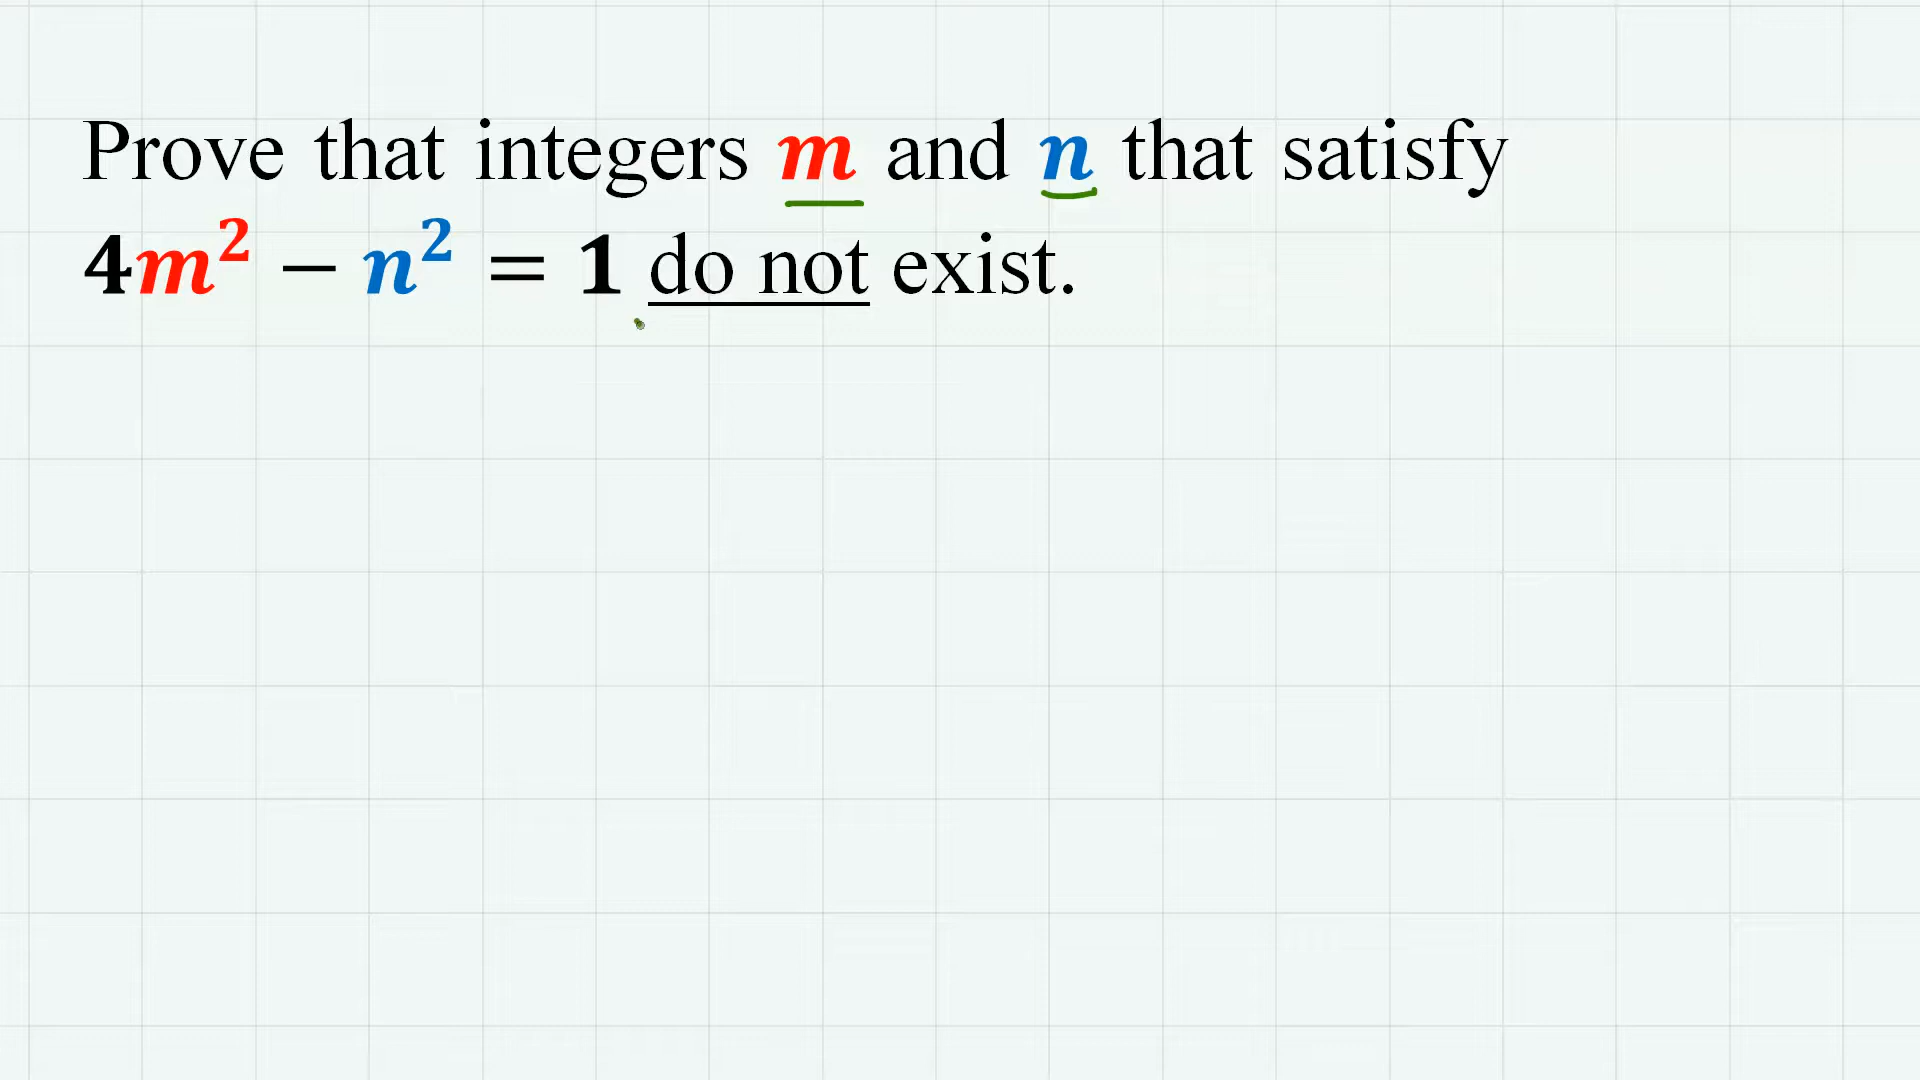 Prove that integers m and n that satisfy
4m² − n² = 1 do not exist.